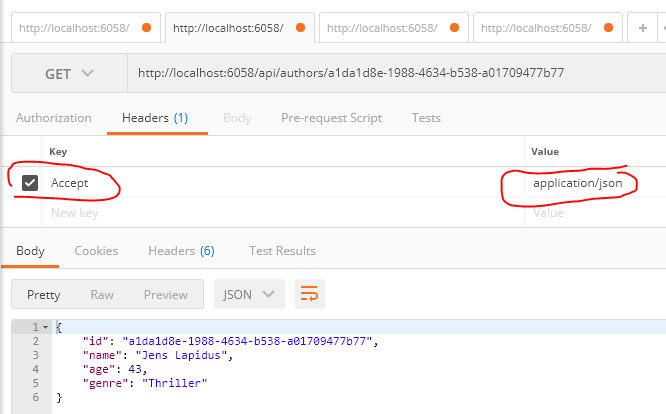 http://localhost:6058/ http://localhost:6058/ http://localhost:6058/ http://localhost:6058/ +
GET http://localhost:6058/api/authors/a1da1d8e-1988-4634-b538-a01709477b77
Authorization Headers (1) Body Pre-request Script Tests
Key Value
Accept application/json
New key Value
Body Cookies Headers (6) Test Results
Pretty Raw Preview JSON
1 {
2 "id": "a1da1d8e-1988-4634-b538-a01709477b77",
3 "name": "Jens Lapidus",
4 "age": 43,
5 "genre": "Thriller"
6 }